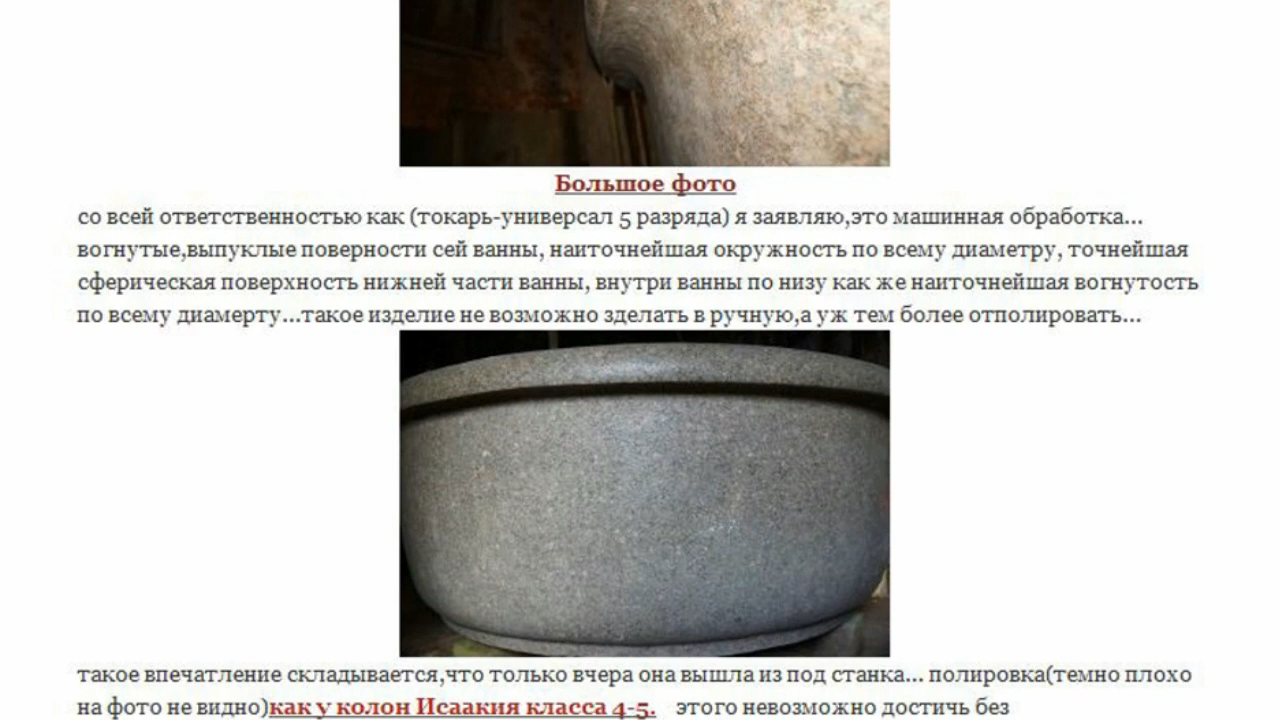 Большое фото
со всей ответственностью как (токарь-универсал 5 разряда) я заявляю,это машинная обработка...
вогнутые,выпуклые поверности сей ванны, наиточнейшая окружность по всему диаметру, точнейшая
сферическая поверхность нижней части ванны, внутри ванны по низу как же наиточнейшая вогнутость
по всему диамерту...такое изделие не возможно зделать в ручную,а уж тем более отполировать...
такое впечатление складывается,что только вчера она вышла из под станка... полировка(темно плохо
на фото не видно)как у колон Исаакия класса 4-5. этого невозможно достичь без